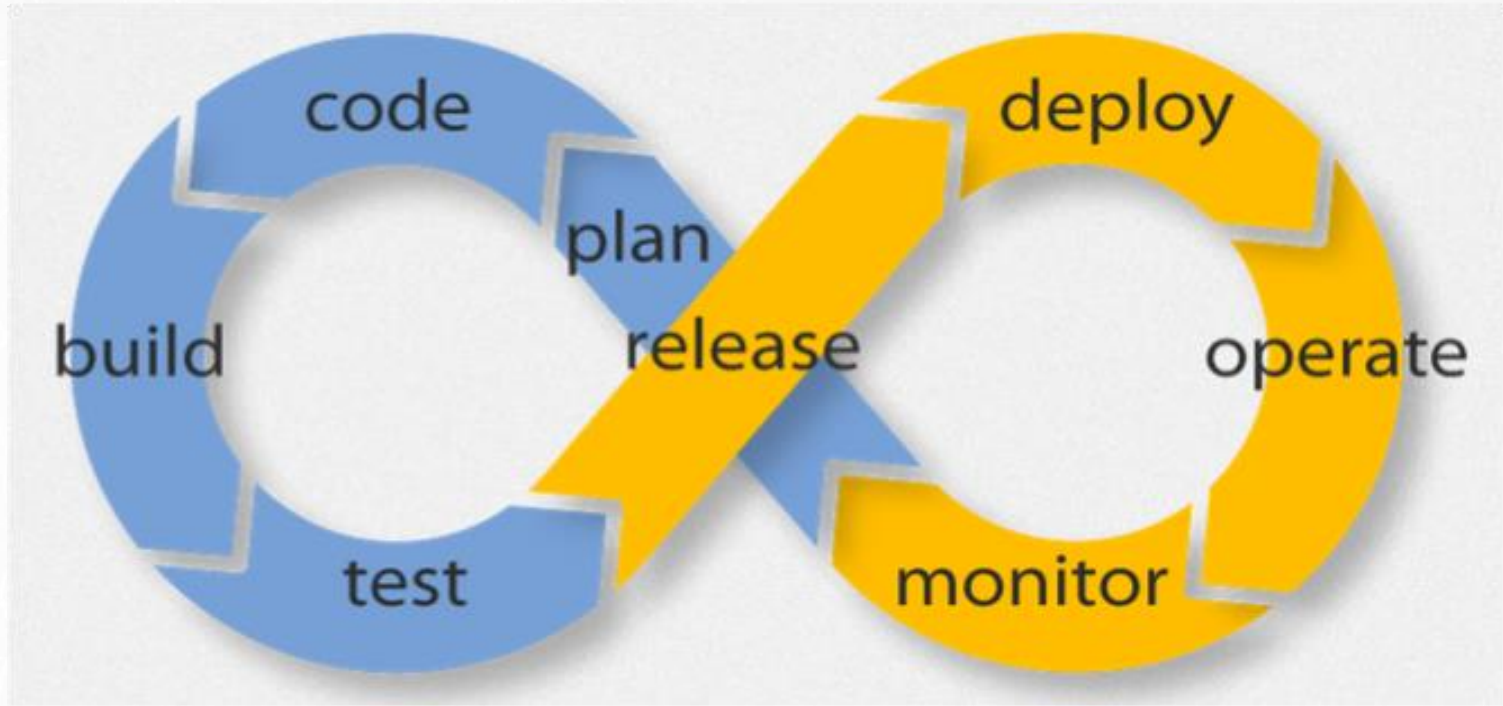 code
deploy
plan
build
release
operate
test
monitor